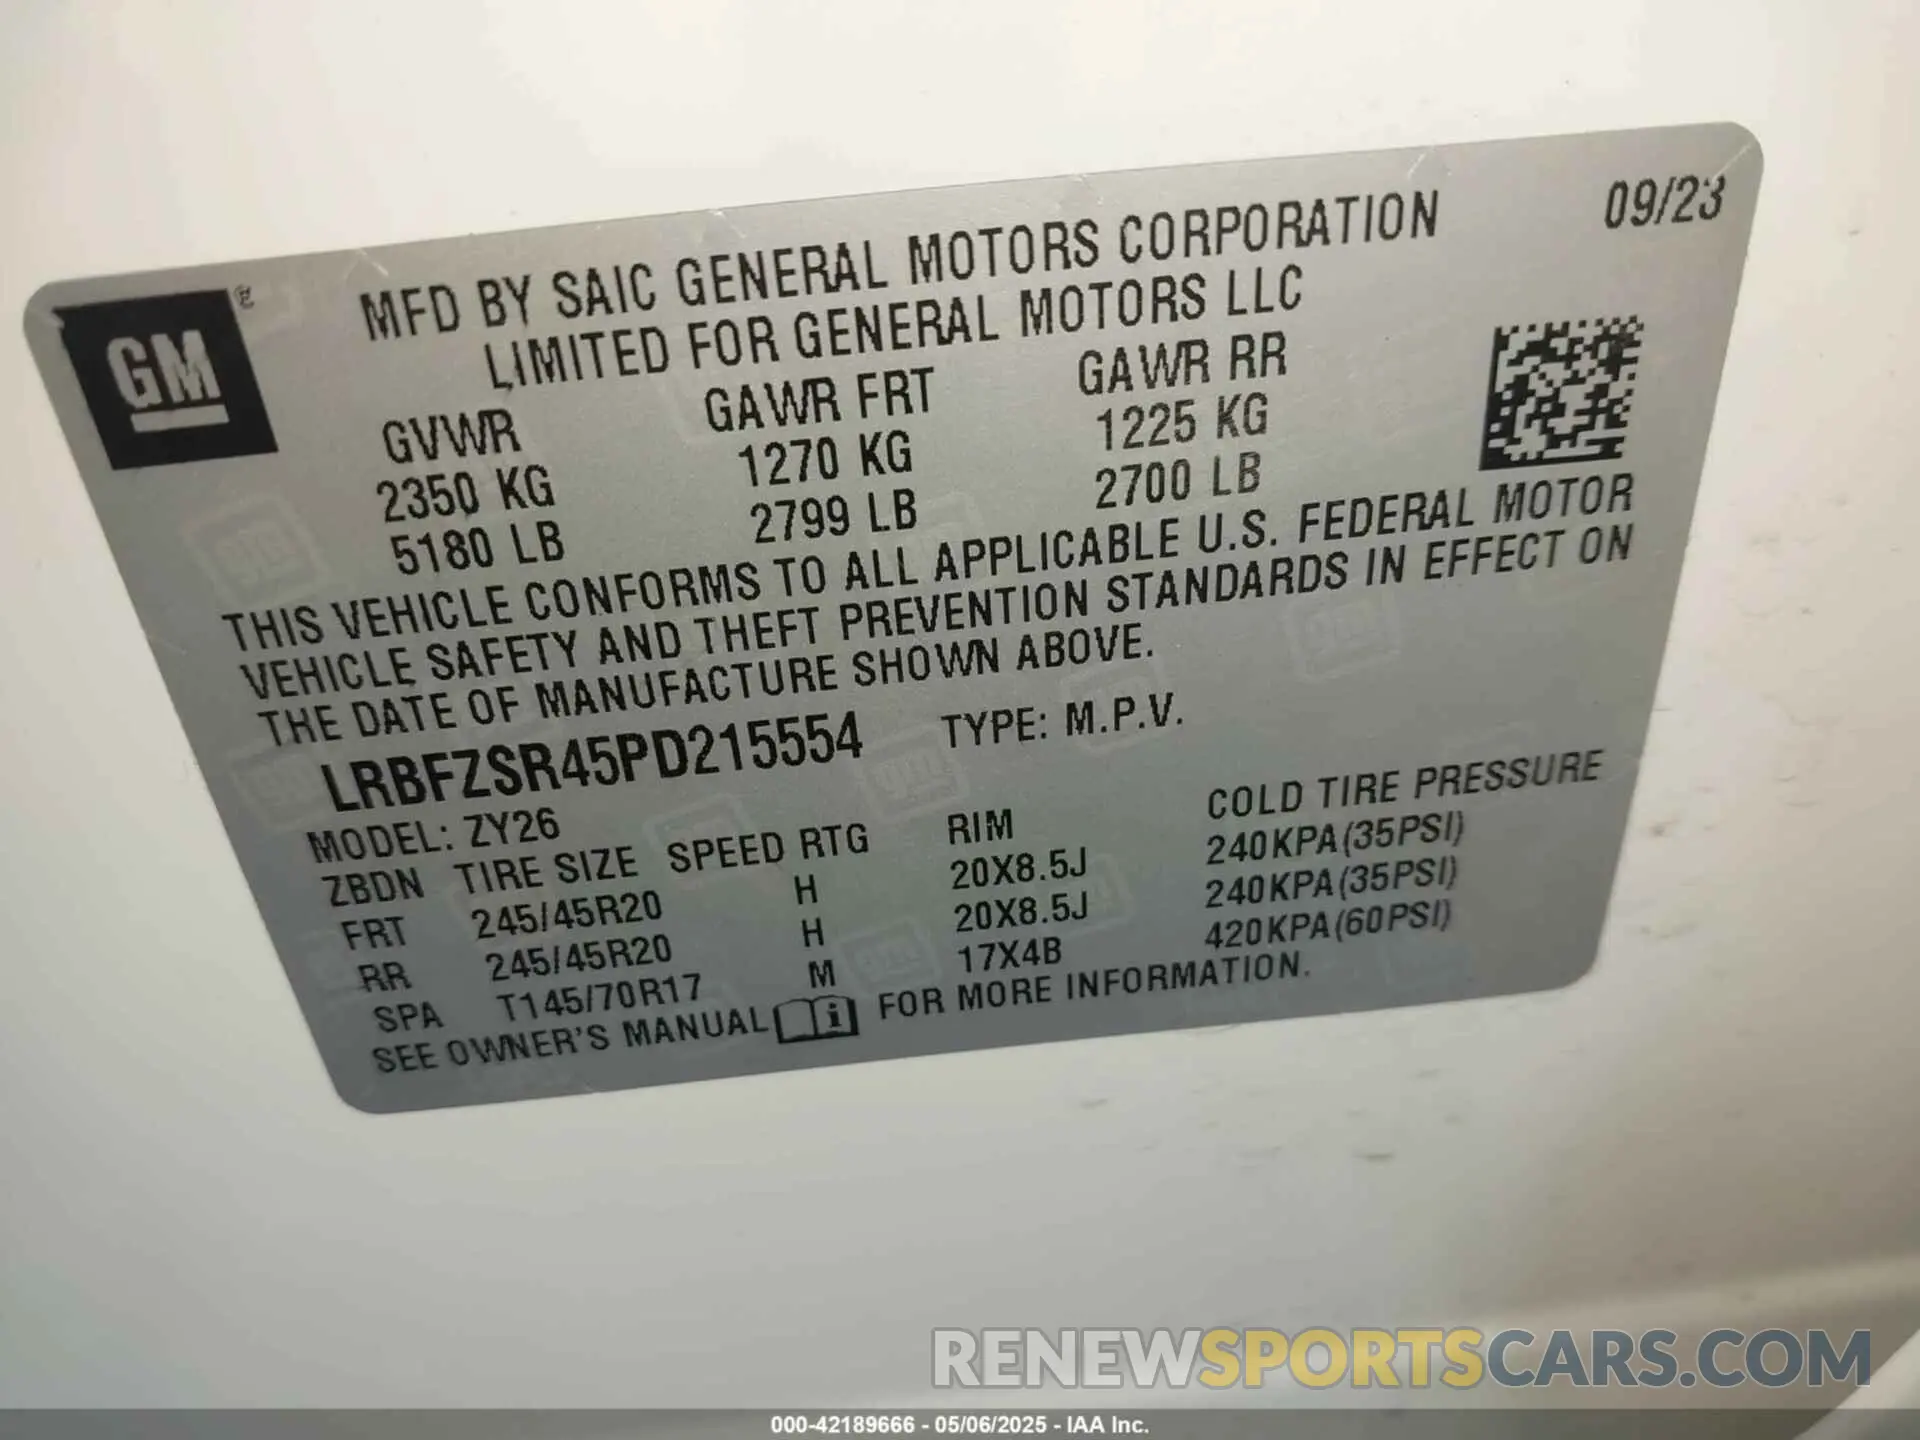 GM®
MFD BY SAIC GENERAL MOTORS CORPORATION 09/23
LIMITED FOR GENERAL MOTORS LLC
GVWR GAWR FRT GAWR RR
2350 KG 1270 KG 1225 KG
5180 LB 2799 LB 2700 LB
THIS VEHICLE CONFORMS TO ALL APPLICABLE U.S. FEDERAL MOTOR
VEHICLE SAFETY AND THEFT PREVENTION STANDARDS IN EFFECT ON
THE DATE OF MANUFACTURE SHOWN ABOVE.
LRBFZSR45PD215554 TYPE: M.P.V.
MODEL: ZY26
ZBDN TIRE SIZE SPEED RTG RIM COLD TIRE PRESSURE
FRT 245/45R20 H 20X8.5J 240KPA(35PSI)
RR 245/45R20 H 20X8.5J 240KPA(35PSI)
SPA T145/70R17 M 17X4B 420KPA(60PSI)
SEE OWNER'S MANUAL i FOR MORE INFORMATION.
RENEWSPORTSCARS.COM
000-42189666 - 05/06/2025 - IAA Inc.